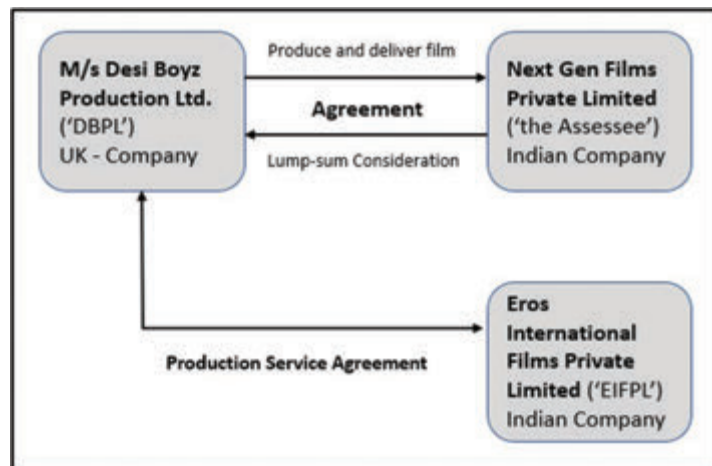 M/s Desi Boyz
Production Ltd.
(‘DBPL’)
UK - Company
Produce and deliver film
Agreement
Lump-sum Consideration
Next Gen Films
Private Limited
(‘the Assessee’)
Indian Company
Production Service Agreement
Eros
International
Films Private
Limited (‘EIFPL’)
Indian Company